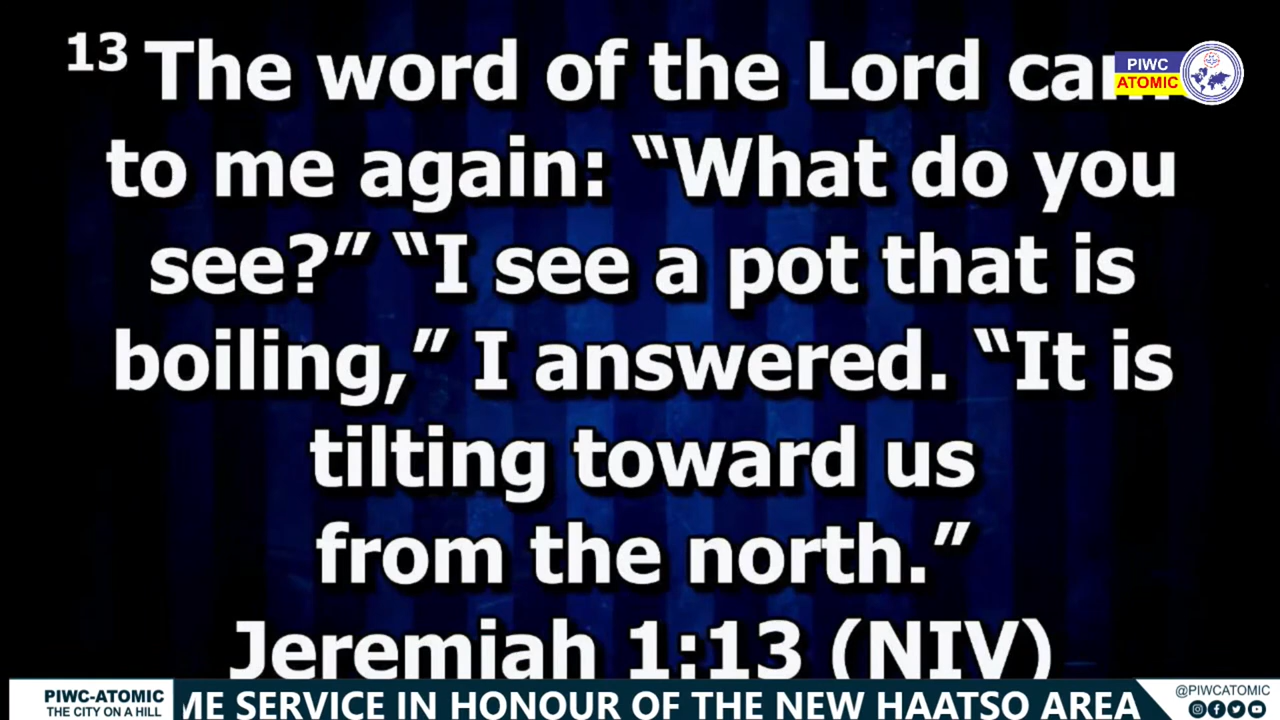 13 The word of the Lord
to me again: “What do you
see?” “I see a pot that is
boiling,” I answered. “It is
tilting toward us
from the north.”
Jeremiah 1:13 (NIV)
PIWC
ATOMIC
PIWC-ATOMIC
THE CITY ON A HILL
ME SERVICE IN HONOUR OF THE NEW HAATSO AREA
@PIWCATOMIC